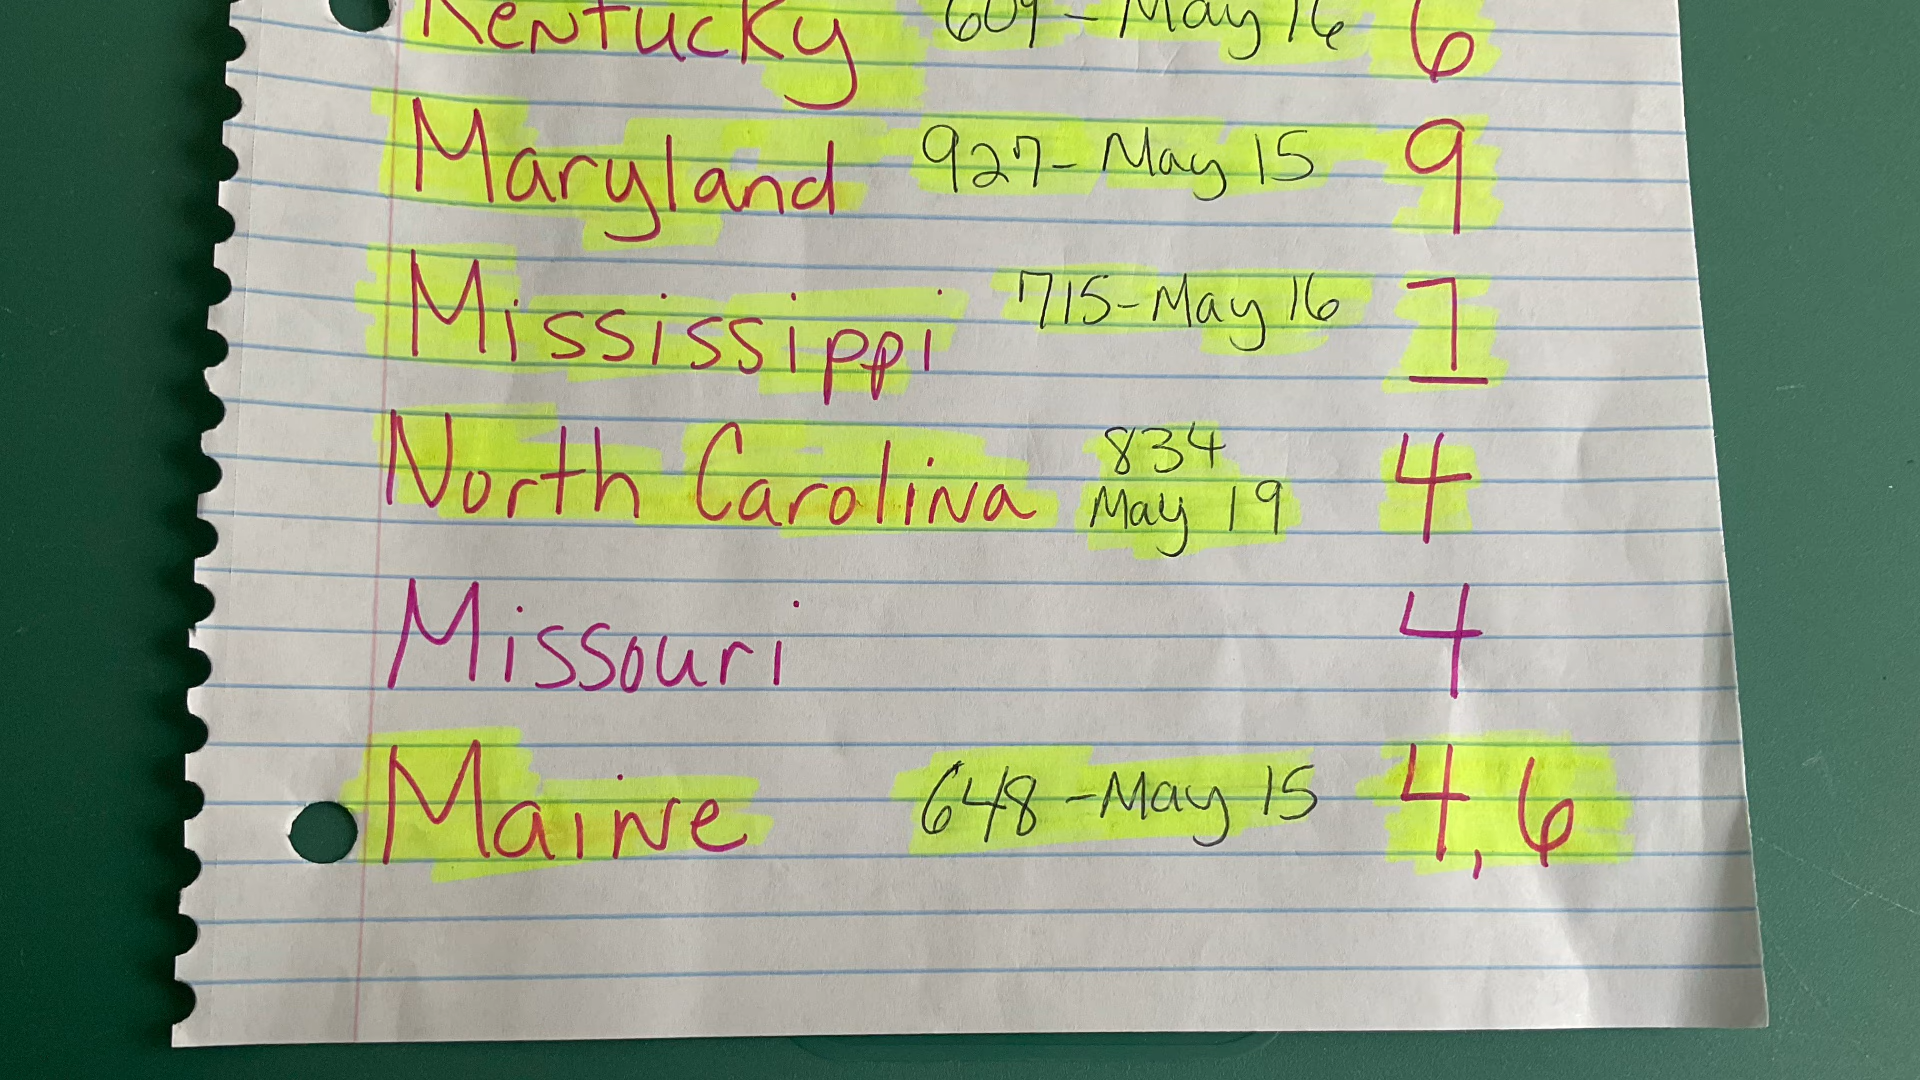 Kentucky 609 - May 16 6
Maryland 927 - May 15 9
Mississippi 715 - May 16
North Carolina 834 4
May 19
Missouri 4
Maine 648 - May 15 4, 6